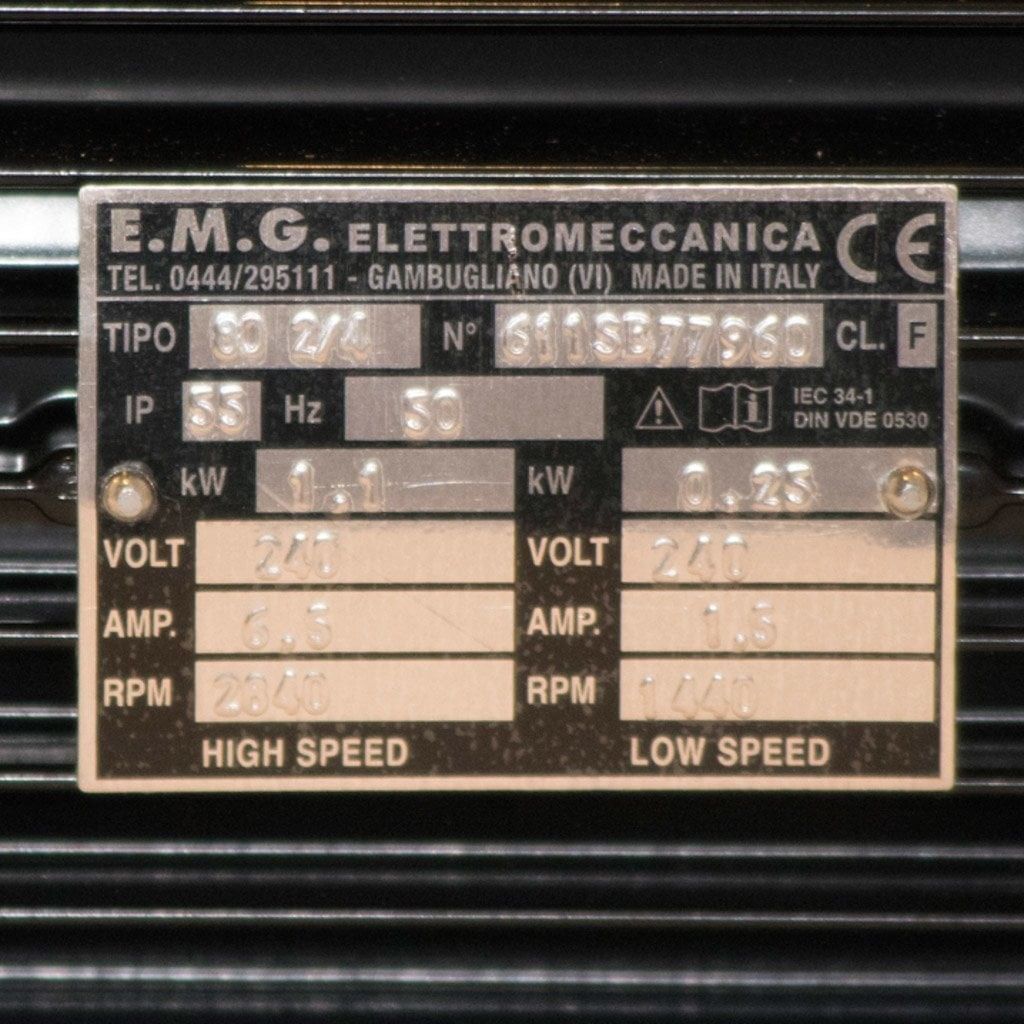 E.M.G. ELETTROMECCANICA CE
TEL. 0444/295111 - GAMBUGLIANO (VI) MADE IN ITALY
TIPO 80 2/4 N° 611SB77960 CL. F
IP 55 Hz 50 IEC 34-1
DIN VDE 0530
kW 1.1 kW 0.25
VOLT 240 VOLT 240
AMP. 6.5 AMP. 1.5
RPM 2840 RPM 1440
HIGH SPEED LOW SPEED